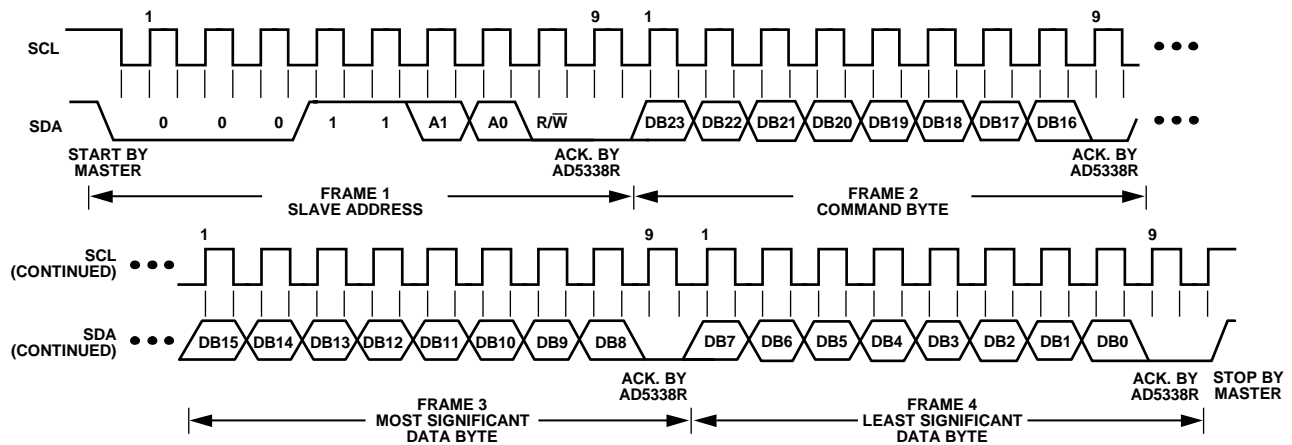 1 9 1 9
SCL
SDA 0 0 0 1 1 A1 A0 R/W̅ DB23 DB22 DB21 DB20 DB19 DB18 DB17 DB16
START BY MASTER
ACK. BY AD5338R
ACK. BY AD5338R
FRAME 1
SLAVE ADDRESS
FRAME 2
COMMAND BYTE
1 9 1 9
SCL
(CONTINUED)
SDA
(CONTINUED)
DB15 DB14 DB13 DB12 DB11 DB10 DB9 DB8 DB7 DB6 DB5 DB4 DB3 DB2 DB1 DB0
ACK. BY AD5338R
ACK. BY AD5338R
STOP BY MASTER
FRAME 3
MOST SIGNIFICANT
DATA BYTE
FRAME 4
LEAST SIGNIFICANT
DATA BYTE